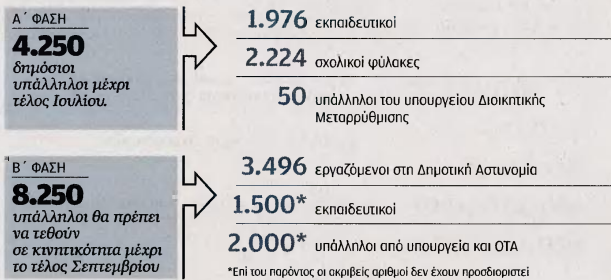 Α΄ ΦΑΣΗ
4.250
δημόσιοι
υπάλληλοι μέχρι
τέλος Ιουλίου.
1.976 εκπαιδευτικοί
2.224 σχολικοί φύλακες
50 υπάλληλοι του υπουργείου Διοικητικής
Μεταρρύθμισης
Β΄ ΦΑΣΗ
8.250
υπάλληλοι θα πρέπει
να τεθούν
σε κινητικότητα μέχρι
το τέλος Σεπτεμβρίου
3.496 εργαζόμενοι στη Δημοτική Αστυνομία
1.500* εκπαιδευτικοί
2.000* υπάλληλοι από υπουργεία και ΟΤΑ
*Επί του παρόντος οι ακριβείς αριθμοί δεν έχουν προσδιοριστεί